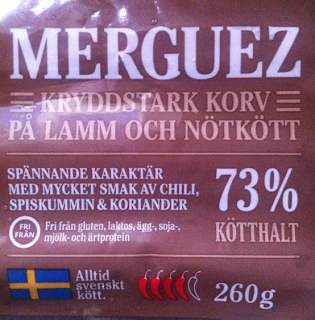 MERGUEZ
KRYDDSTARK KORV
PÅ LAMM OCH NÖTKÖTT
SPÄNNANDE KARAKTÄR
MED MYCKET SMAK AV CHILI,
SPISKUMMIN & KORIANDER
73%
KÖTTHALT
FRI
FRÅN
Fri från gluten, laktos, ägg-, soja-,
mjölk- och ärtprotein
Alltid
svenskt
kött.
260g